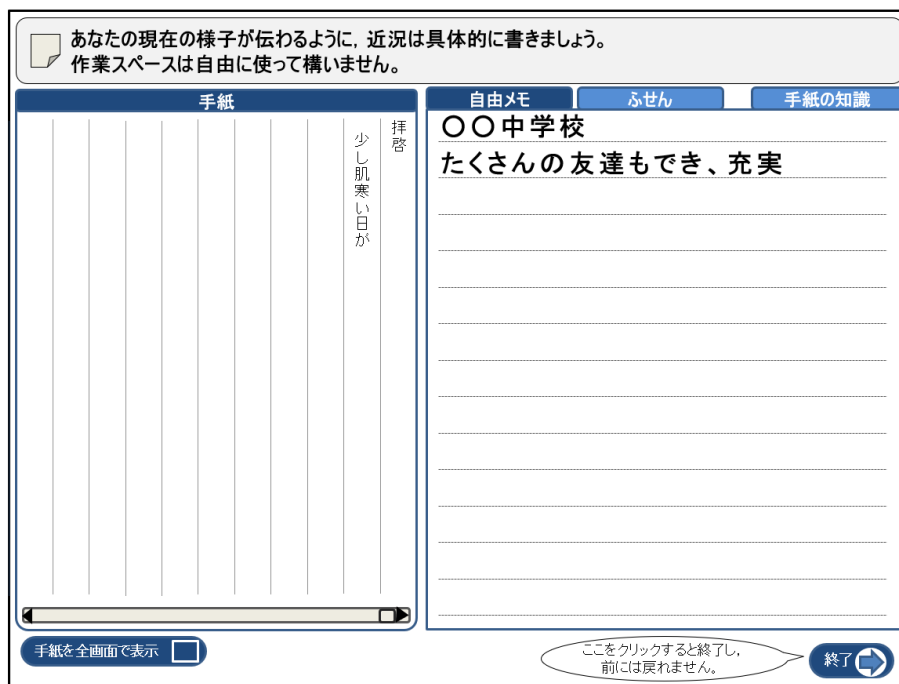 あなたの現在の様子が伝わるように，近況は具体的に書きましょう。
作業スペースは自由に使って構いません。
手紙
拝啓
少し肌寒い日が
自由メモ
ふせん
手紙の知識
〇〇中学校
たくさんの友達もでき、充実
手紙を全画面で表示
ここをクリックすると終了し，
前には戻れません。
終了